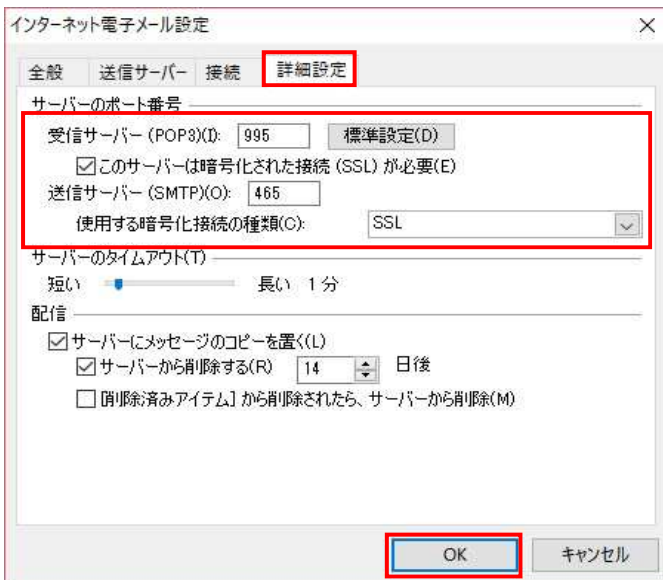 インターネット電子メール設定
全般 送信サーバー 接続 詳細設定
サーバーのポート番号
受信サーバー (POP3)(I): 995 標準設定(D)
このサーバーは暗号化された接続 (SSL) が必要(E)
送信サーバー (SMTP)(O): 465
使用する暗号化接続の種類(C): SSL
サーバーのタイムアウト(T)
短い 長い 1 分
配信
サーバーにメッセージのコピーを置く(L)
サーバーから削除する(R) 14 日後
[削除済みアイテム] から削除されたら、サーバーから削除(M)
OK キャンセル